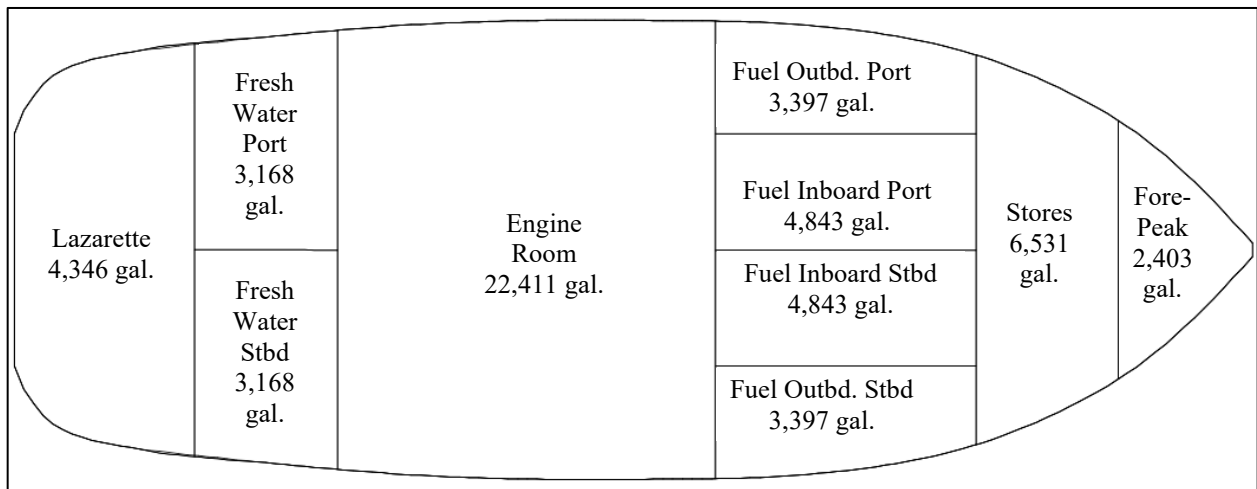 Lazarette
4,346 gal.
Fresh
Water
Port
3,168
gal.
Fresh
Water
Stbd
3,168
gal.
Engine
Room
22,411 gal.
Fuel Outbd. Port
3,397 gal.
Fuel Inboard Port
4,843 gal.
Fuel Inboard Stbd
4,843 gal.
Fuel Outbd. Stbd
3,397 gal.
Stores
6,531
gal.
Fore-
Peak
2,403
gal.